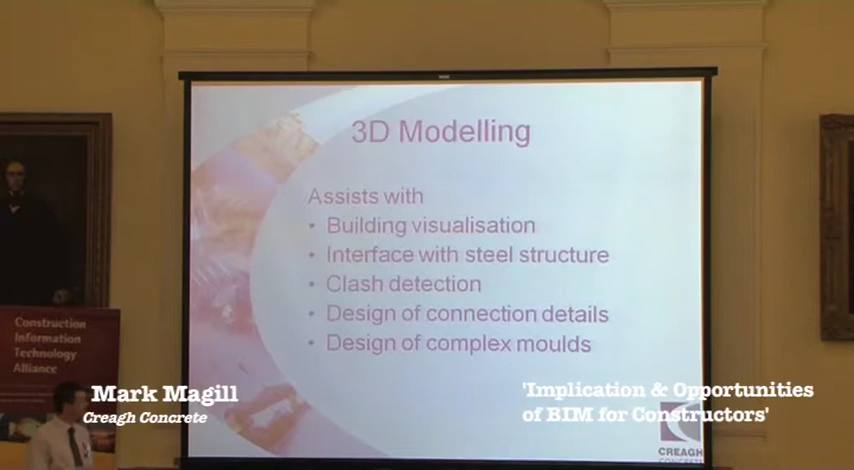 3D Modelling
Assists with
• Building visualisation
• Interface with steel structure
• Clash detection
• Design of connection details
• Design of complex moulds
Construction
Information
Technology
Alliance
Mark Magill
Creagh Concrete
'Implication & Opportunities
of BIM for Constructors'
CREAGH
CONCRETE